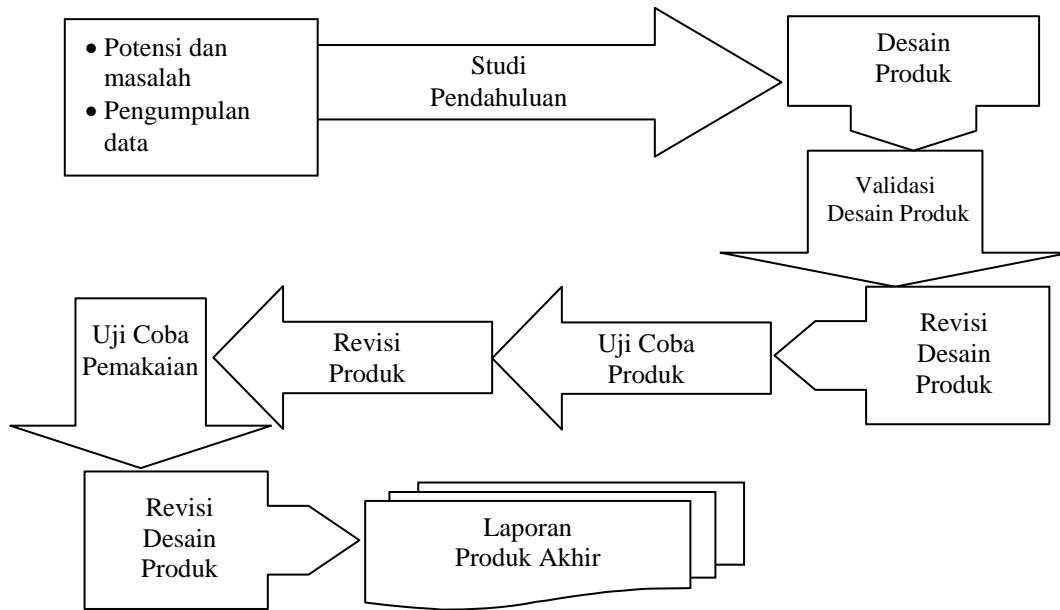 • Potensi dan
masalah
• Pengumpulan
data
Studi
Pendahuluan
Desain
Produk
Validasi
Desain Produk
Revisi
Desain
Produk
Uji Coba
Produk
Revisi
Produk
Uji Coba
Pemakaian
Revisi
Desain
Produk
Laporan
Produk Akhir